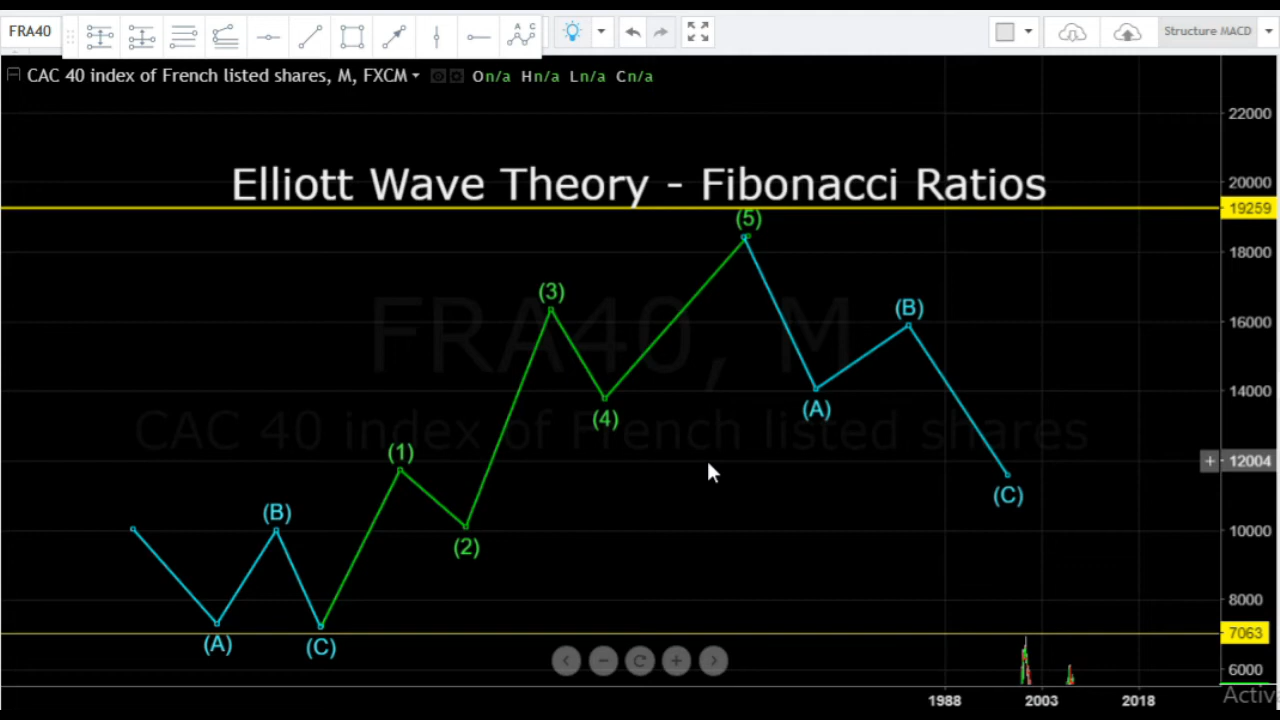 FRA40
A C
Structure MACD
CAC 40 index of French listed shares, M, FXCM On/a Hn/a Ln/a Cn/a
22000
Elliott Wave Theory - Fibonacci Ratios
20000
19259
(5)
18000
(3)
(B)
16000
FRA40, M
14000
(A)
(4)
CAC 40 index of French listed shares
(1)
12004
(C)
(B)
10000
(2)
8000
7063
(A)
(C)
6000
1988 2003 2018
Activ